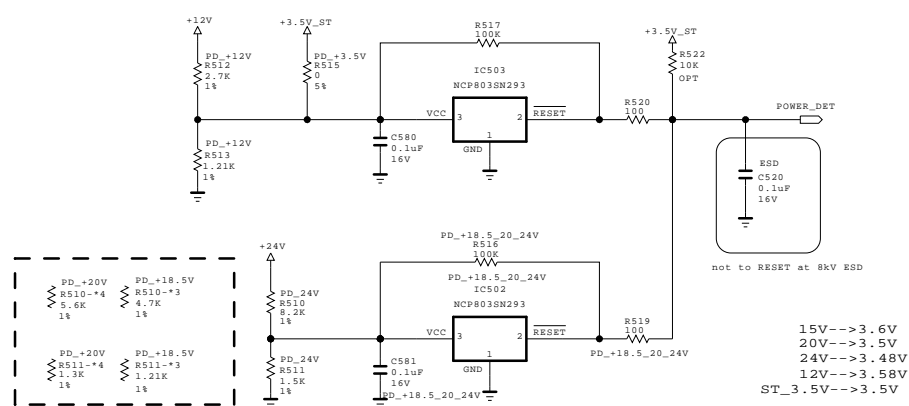 +12V
+3.5V_ST
R517
100K
+3.5V_ST
PD_+12V
R512
2.7K
1%
PD_+3.5V
R515
0
5%
IC503
NCP803SN293
R522
10K
OPT
VCC
3
2
RESET
1
GND
R520
100
POWER_DET
PD_+12V
R513
1.21K
1%
C580
0.1uF
16V
ESD
C520
0.1uF
16V
not to RESET at 8kV ESD
+24V
PD_+18.5_20_24V
R516
100K
PD_+18.5_20_24V
IC502
NCP803SN293
PD_+20V
R510-*4
5.6K
1%
PD_+18.5V
R510-*3
4.7K
1%
PD_24V
R510
8.2K
1%
VCC
3
2
RESET
1
GND
R519
100
PD_+18.5_20_24V
PD_+20V
R511-*4
1.3K
1%
PD_+18.5V
R511-*3
1.21K
1%
PD_24V
R511
1.5K
1%
C581
0.1uF
16V
PD_+18.5_20_24V
15V-->3.6V
20V-->3.5V
24V-->3.48V
12V-->3.58V
ST_3.5V-->3.5V